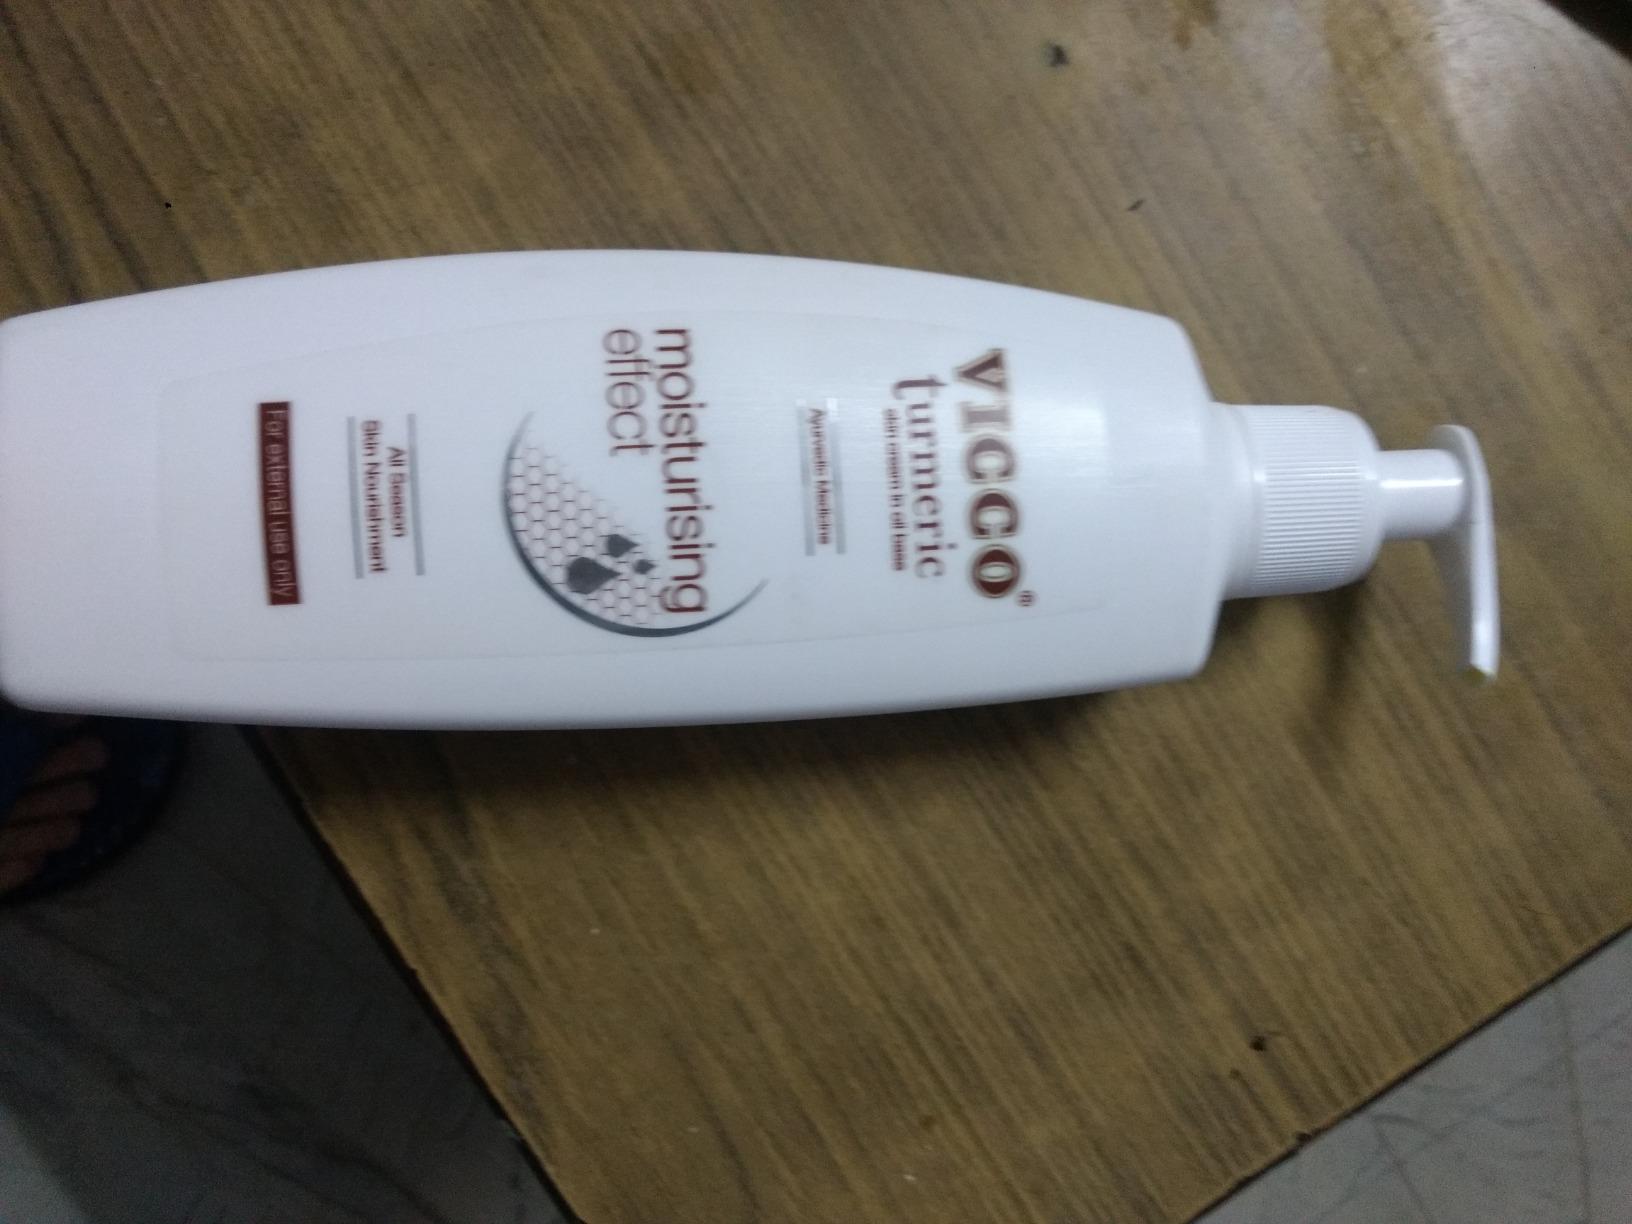 VICCO®
turmeric
skin cream in oil base
Ayurvedic Medicine
moisturising
effect
All Season
Skin Nourishment
For external use only